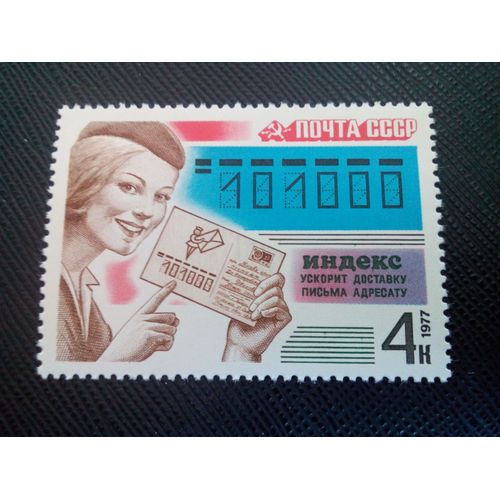 ПОЧТА СССР
101000
ИНДЕКС
УСКОРИТ ДОСТАВКУ
ПИСЬМА АДРЕСАТУ
101000
4к
1977